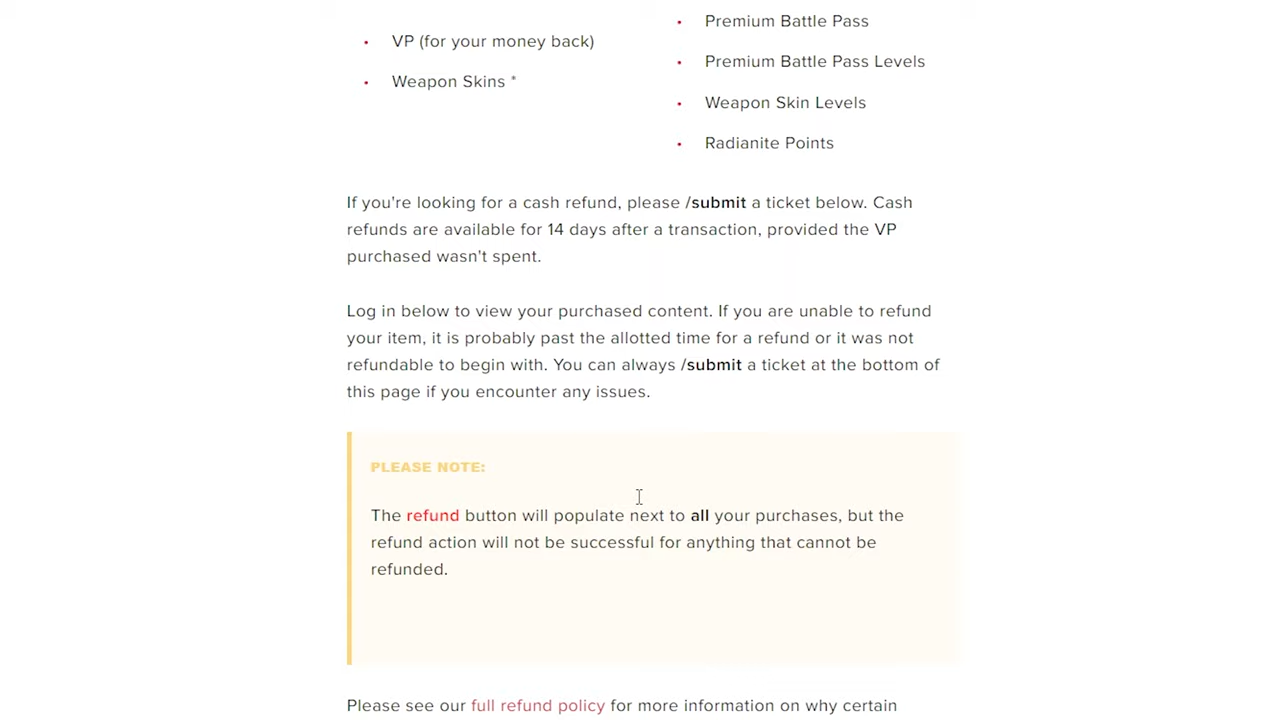 VP (for your money back)
Weapon Skins *
Premium Battle Pass
Premium Battle Pass Levels
Weapon Skin Levels
Radianite Points
If you're looking for a cash refund, please /submit a ticket below. Cash
refunds are available for 14 days after a transaction, provided the VP
purchased wasn't spent.
Log in below to view your purchased content. If you are unable to refund
your item, it is probably past the allotted time for a refund or it was not
refundable to begin with. You can always /submit a ticket at the bottom of
this page if you encounter any issues.
PLEASE NOTE:
The refund button will populate next to all your purchases, but the
refund action will not be successful for anything that cannot be
refunded.
Please see our full refund policy for more information on why certain